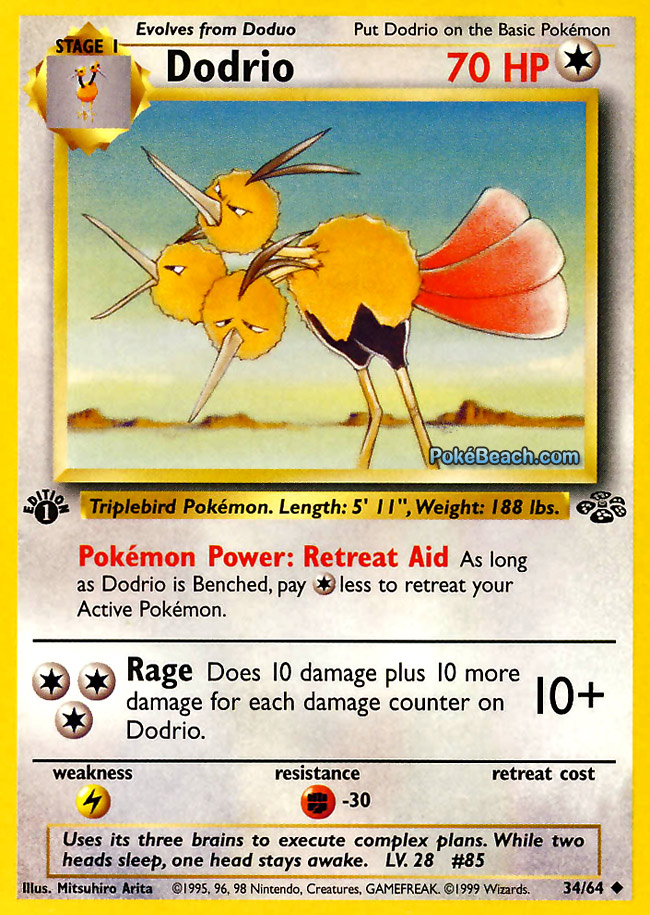 Evolves from Doduo
Put Dodrio on the Basic Pokémon
STAGE 1
Dodrio
70 HP
PokéBeach.com
EDITION
1
Triplebird Pokémon. Length: 5' 11", Weight: 188 lbs.
Pokémon Power: Retreat Aid As long
as Dodrio is Benched, pay less to retreat your
Active Pokémon.
Rage Does 10 damage plus 10 more
damage for each damage counter on
Dodrio.
10+
weakness
resistance
retreat cost
-30
Uses its three brains to execute complex plans. While two
heads sleep, one head stays awake. LV. 28 #85
Illus. Mitsuhiro Arita ©1995, 96, 98 Nintendo, Creatures, GAMEFREAK. ©1999 Wizards. 34/64